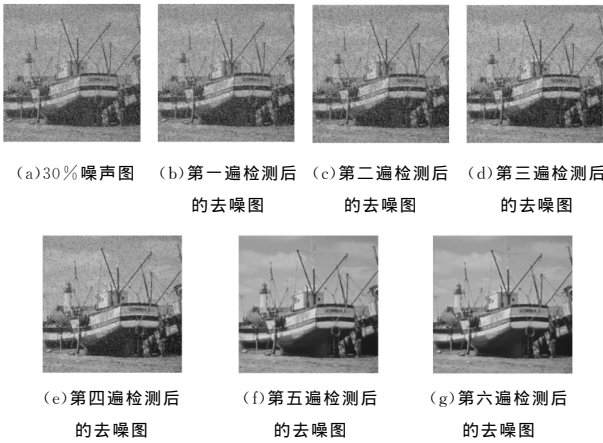 (a)30%噪声图
(b)第一遍检测后
的去噪图
(c)第二遍检测后
的去噪图
(d)第三遍检测后
的去噪图
(e)第四遍检测后
的去噪图
(f)第五遍检测后
的去噪图
(g)第六遍检测后
的去噪图